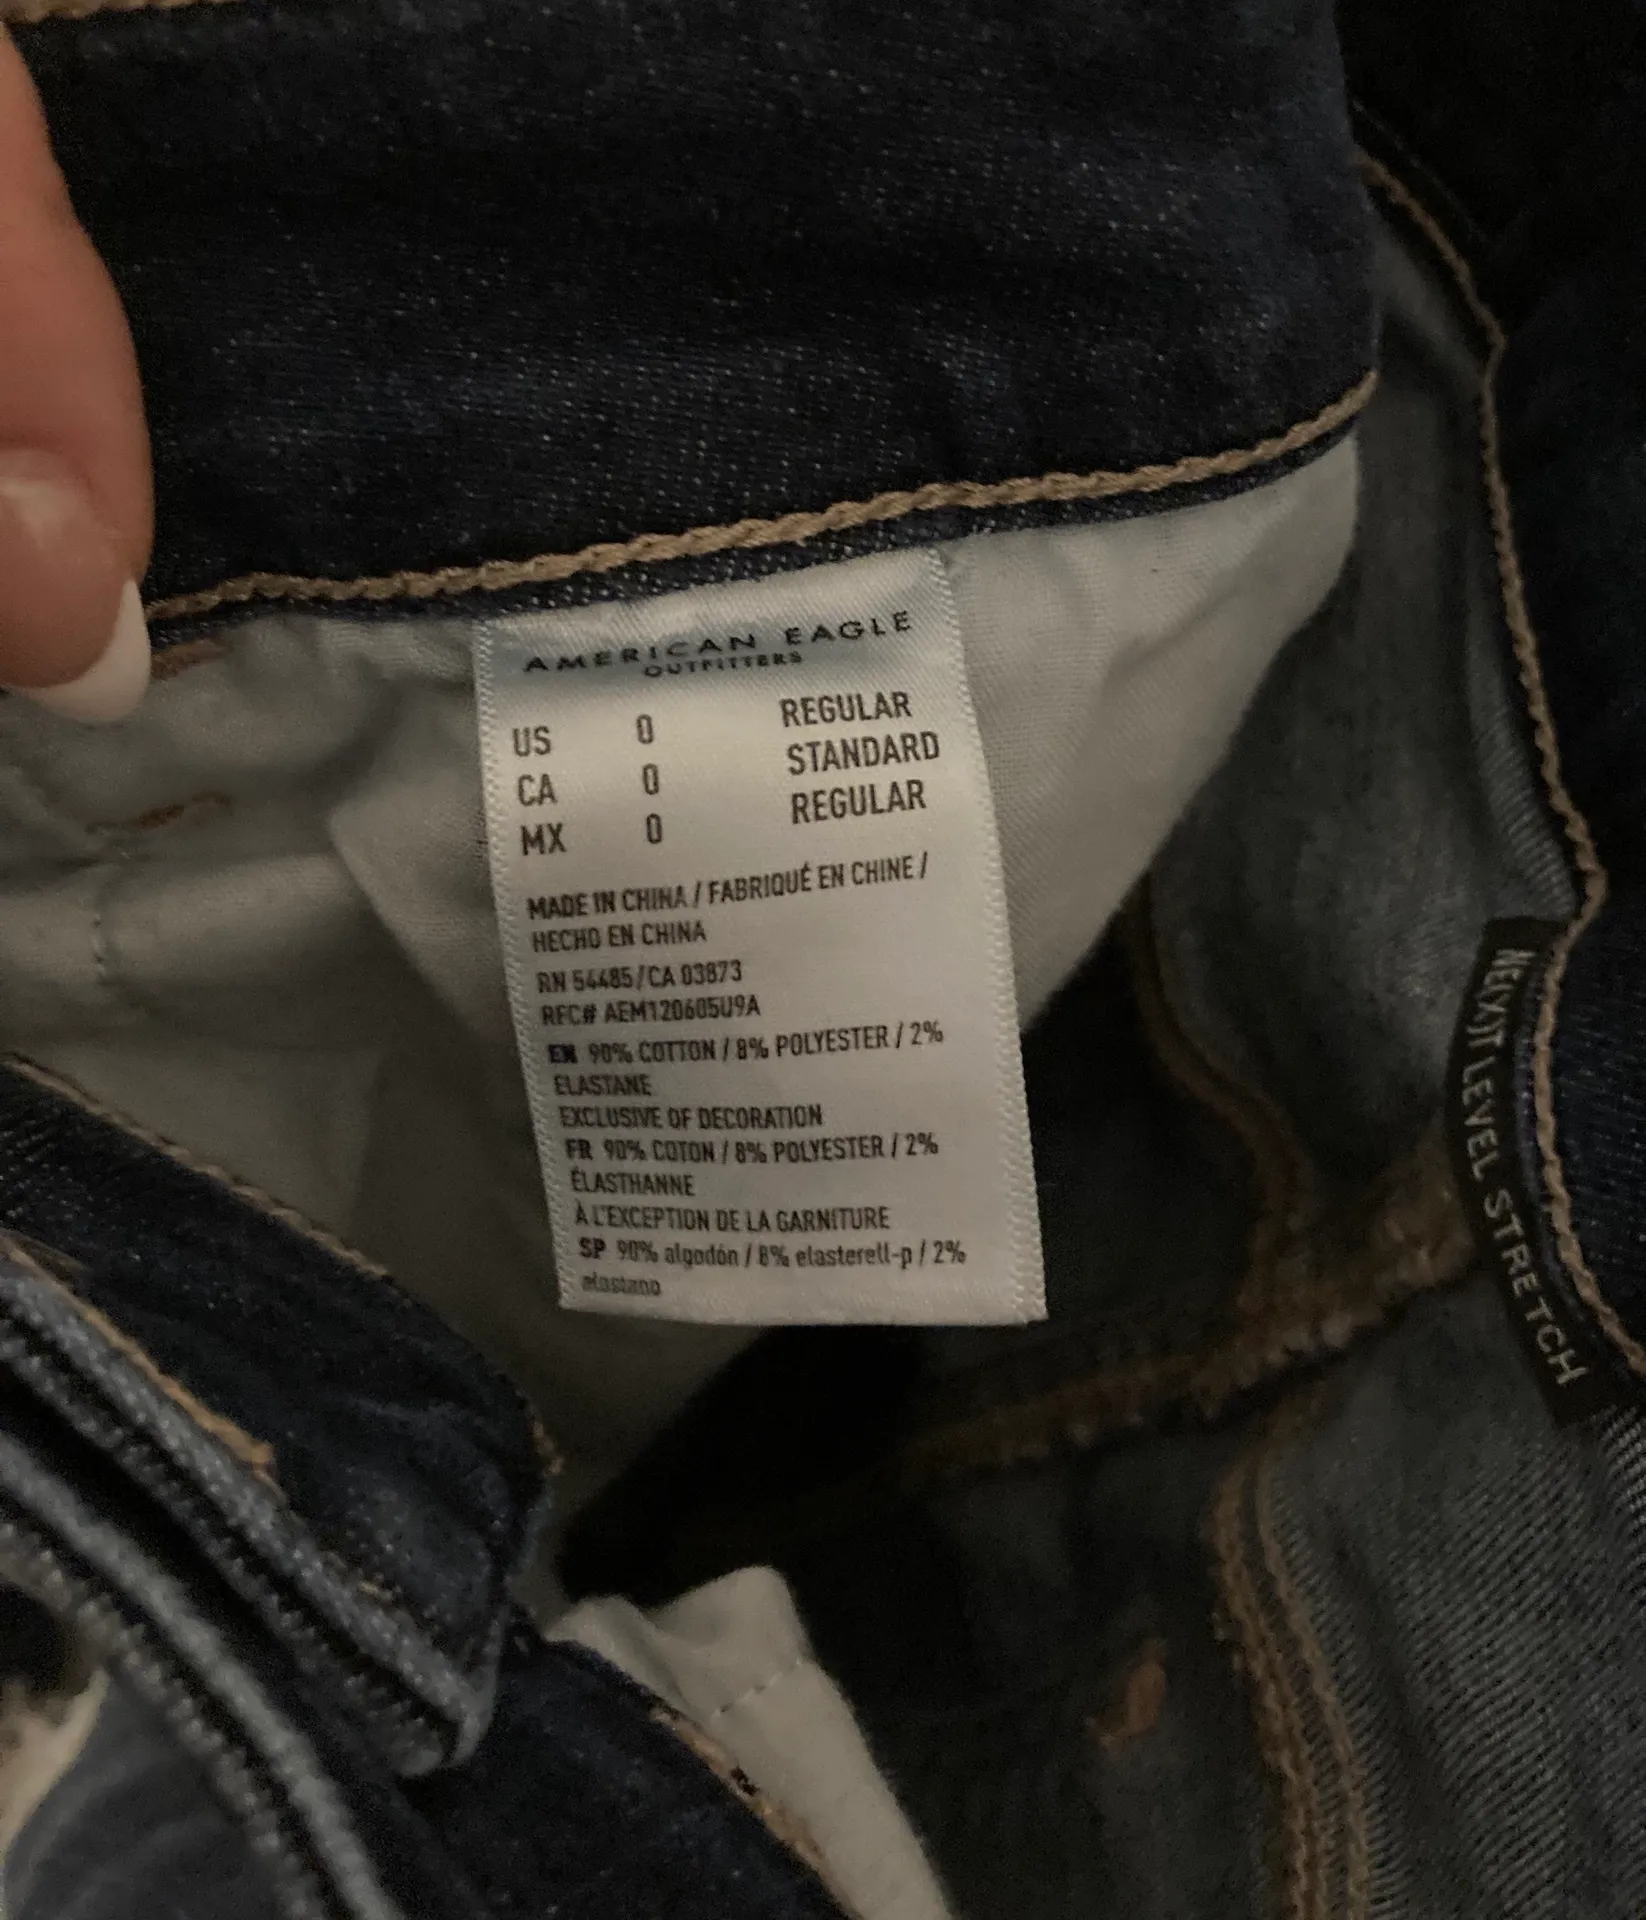 AMERICAN EAGLE
OUTFITTERS
US 0 REGULAR
CA 0 STANDARD
MX 0 REGULAR
MADE IN CHINA / FABRIQUÉ EN CHINE /
HECHO EN CHINA
RN 54485/CA 03873
RFC# AEM120605U9A
EN 90% COTTON / 8% POLYESTER / 2%
ELASTANE
EXCLUSIVE OF DECORATION
FR 90% COTON / 8% POLYESTER / 2%
ÉLASTHANNE
À L'EXCEPTION DE LA GARNITURE
SP 90% algodón / 8% elasterell-p / 2%
elastano
NE(X)T LEVEL STRETCH